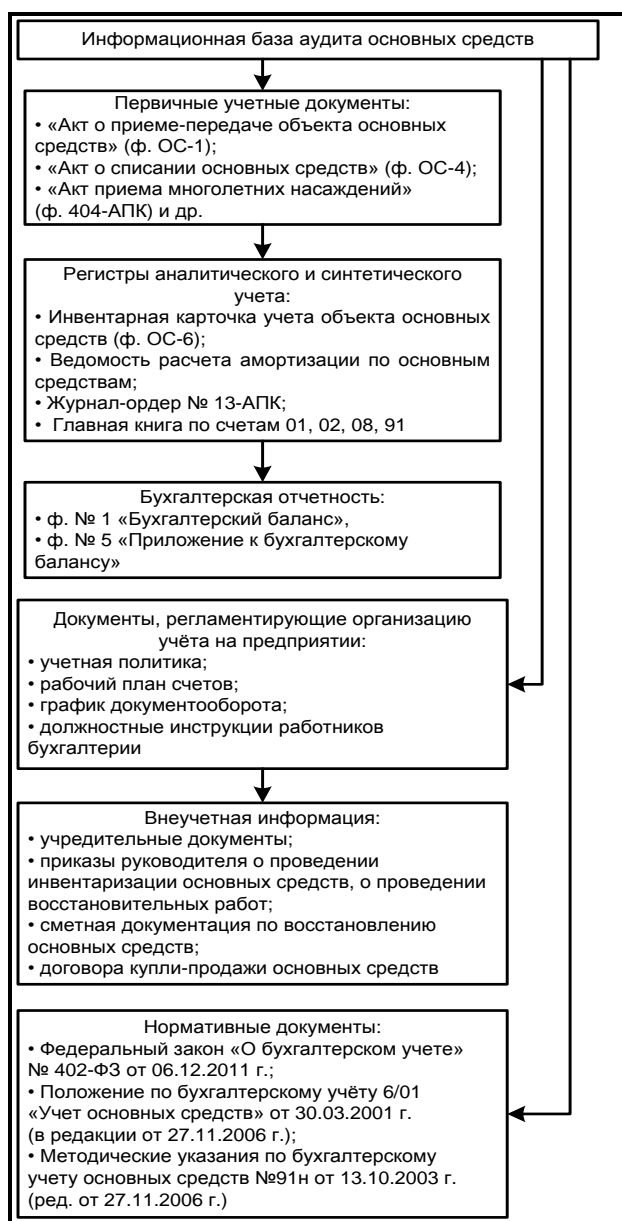 Информационная база аудита основных средств
Первичные учетные документы:
• «Акт о приеме-передаче объекта основных
средств» (ф. ОС-1);
• «Акт о списании основных средств» (ф. ОС-4);
• «Акт приема многолетних насаждений»
(ф. 404-АПК) и др.
Регистры аналитического и синтетического
учета:
• Инвентарная карточка учета объекта основных
средств (ф. ОС-6);
• Ведомость расчета амортизации по основным
средствам;
• Журнал-ордер № 13-АПК;
• Главная книга по счетам 01, 02, 08, 91
Бухгалтерская отчетность:
• ф. № 1 «Бухгалтерский баланс»,
• ф. № 5 «Приложение к бухгалтерскому
балансу»
Документы, регламентирующие организацию
учёта на предприятии:
• учетная политика;
• рабочий план счетов;
• график документооборота;
• должностные инструкции работников
бухгалтерии
Внеучетная информация:
• учредительные документы;
• приказы руководителя о проведении
инвентаризации основных средств, о проведении
восстановительных работ;
• сметная документация по восстановлению
основных средств;
• договора купли-продажи основных средств
Нормативные документы:
• Федеральный закон «О бухгалтерском учете»
№ 402-ФЗ от 06.12.2011 г.;
• Положение по бухгалтерскому учёту 6/01
«Учет основных средств» от 30.03.2001 г.
(в редакции от 27.11.2006 г.);
• Методические указания по бухгалтерскому
учету основных средств №91н от 13.10.2003 г.
(ред. от 27.11.2006 г.)